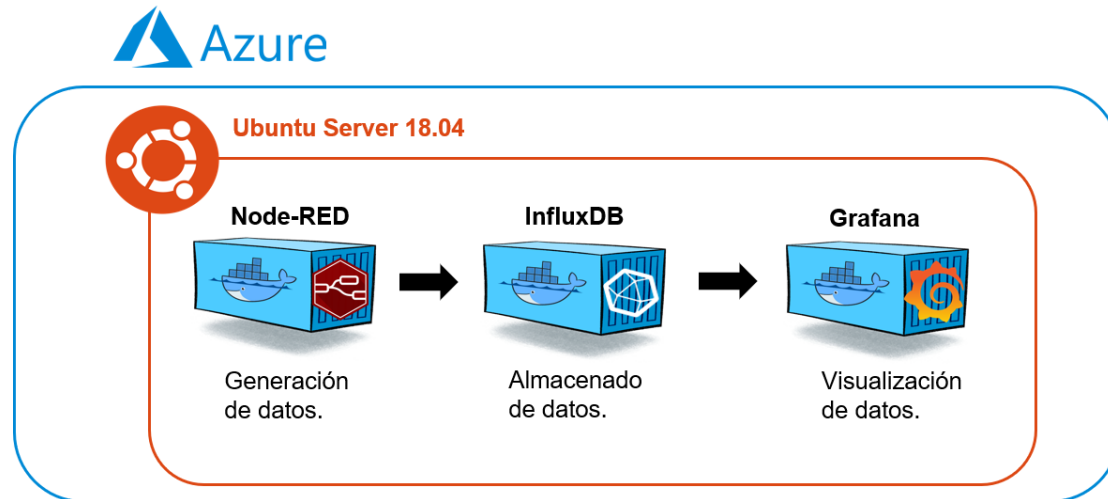 Azure
Ubuntu Server 18.04
Node-RED
InfluxDB
Grafana
Generación
de datos.
Almacenado
de datos.
Visualización
de datos.